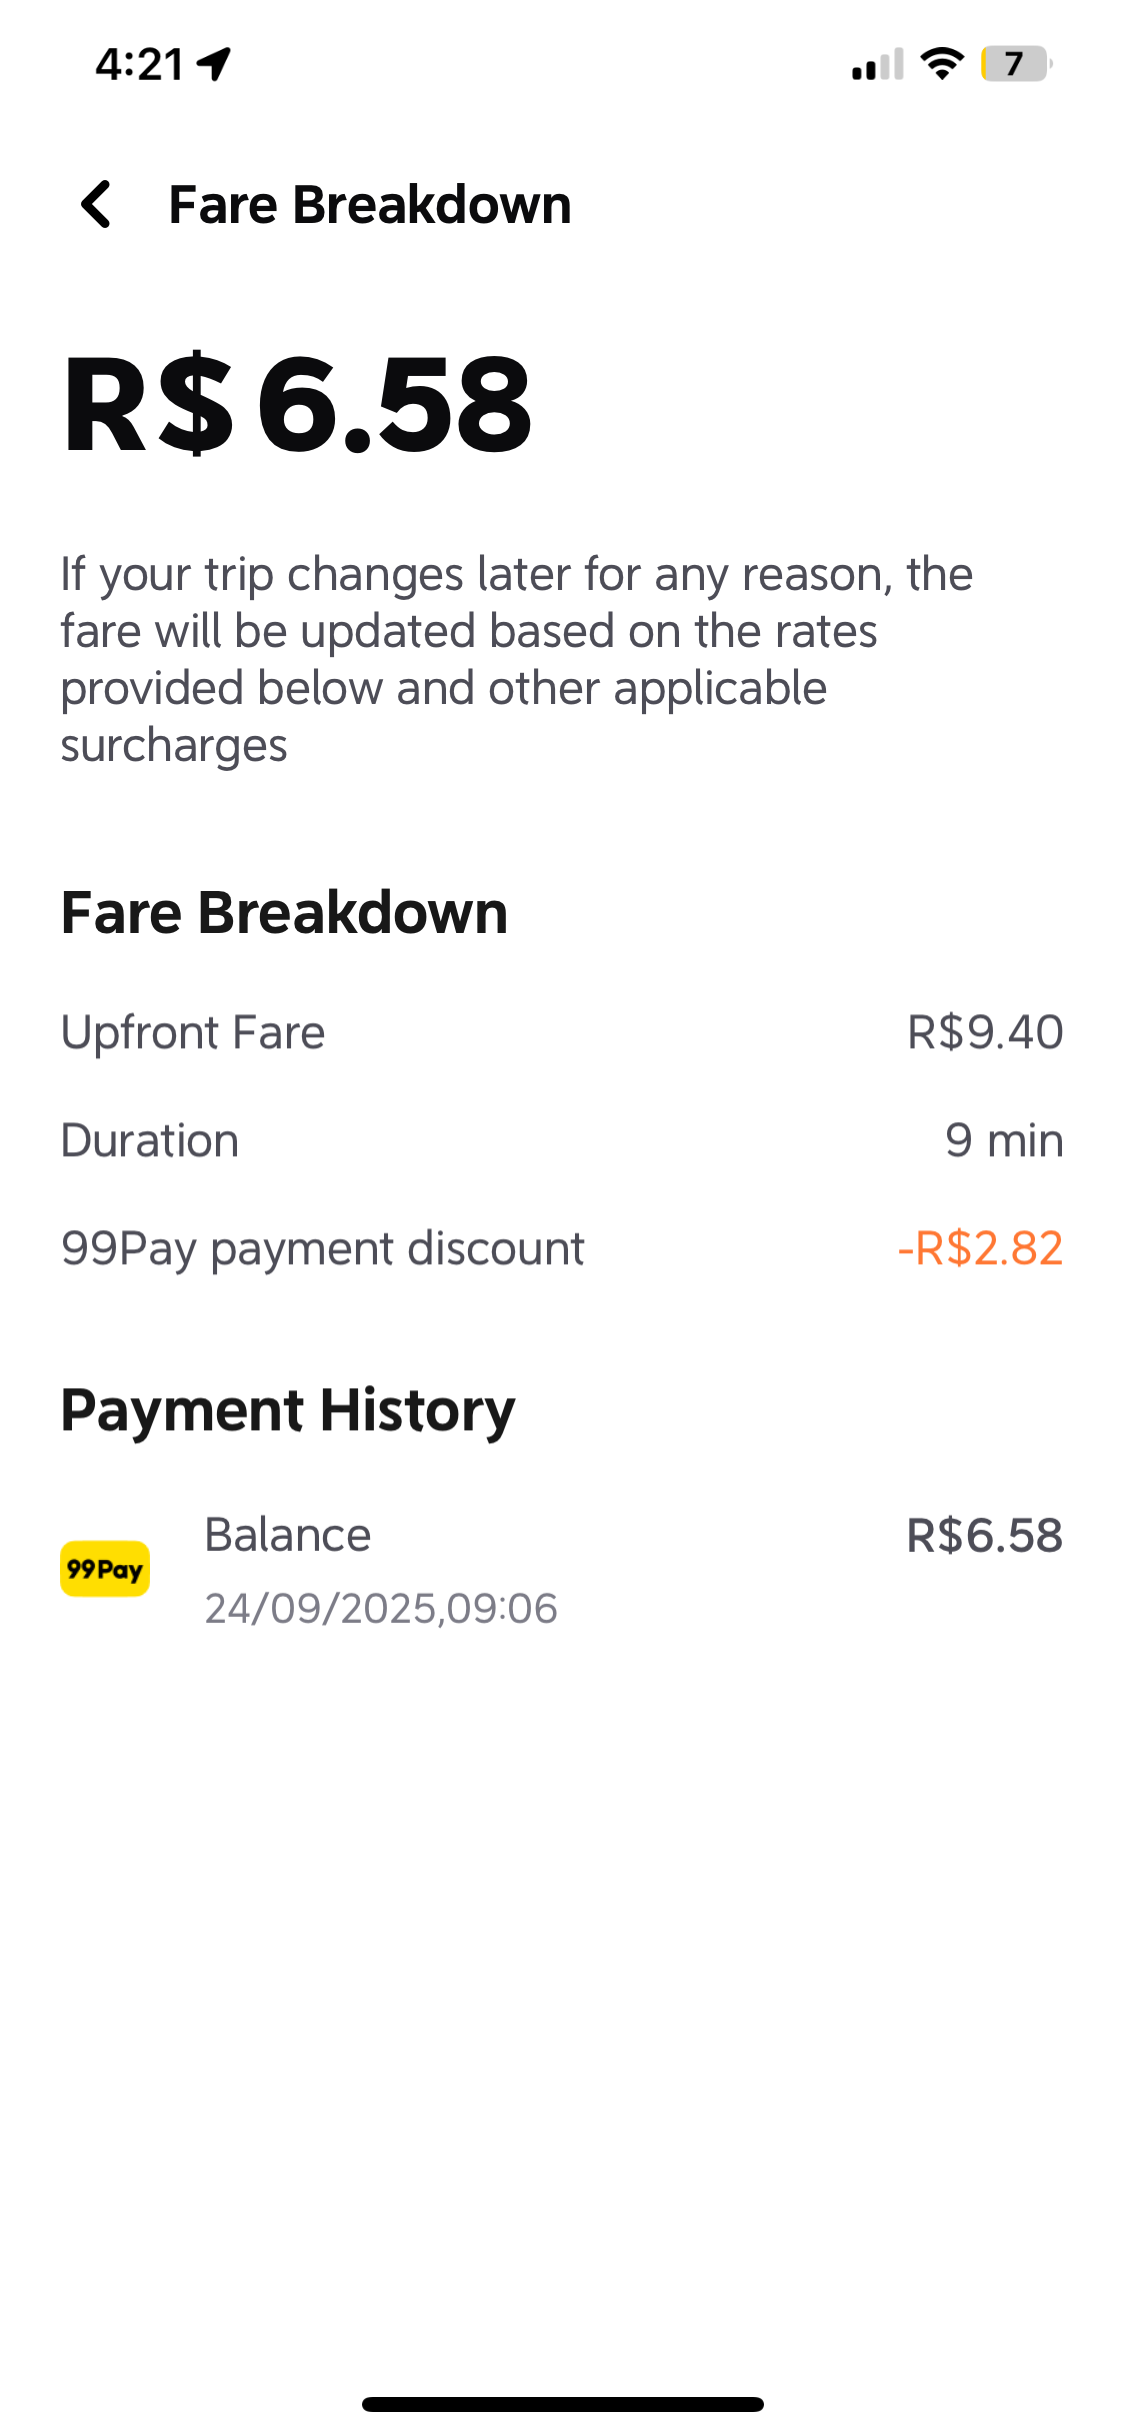 4:21
7
Fare Breakdown
R$ 6.58
If your trip changes later for any reason, the
fare will be updated based on the rates
provided below and other applicable
surcharges
Fare Breakdown
Upfront Fare R$9.40
Duration 9 min
99Pay payment discount -R$2.82
Payment History
Balance R$6.58
99Pay
24/09/2025,09:06